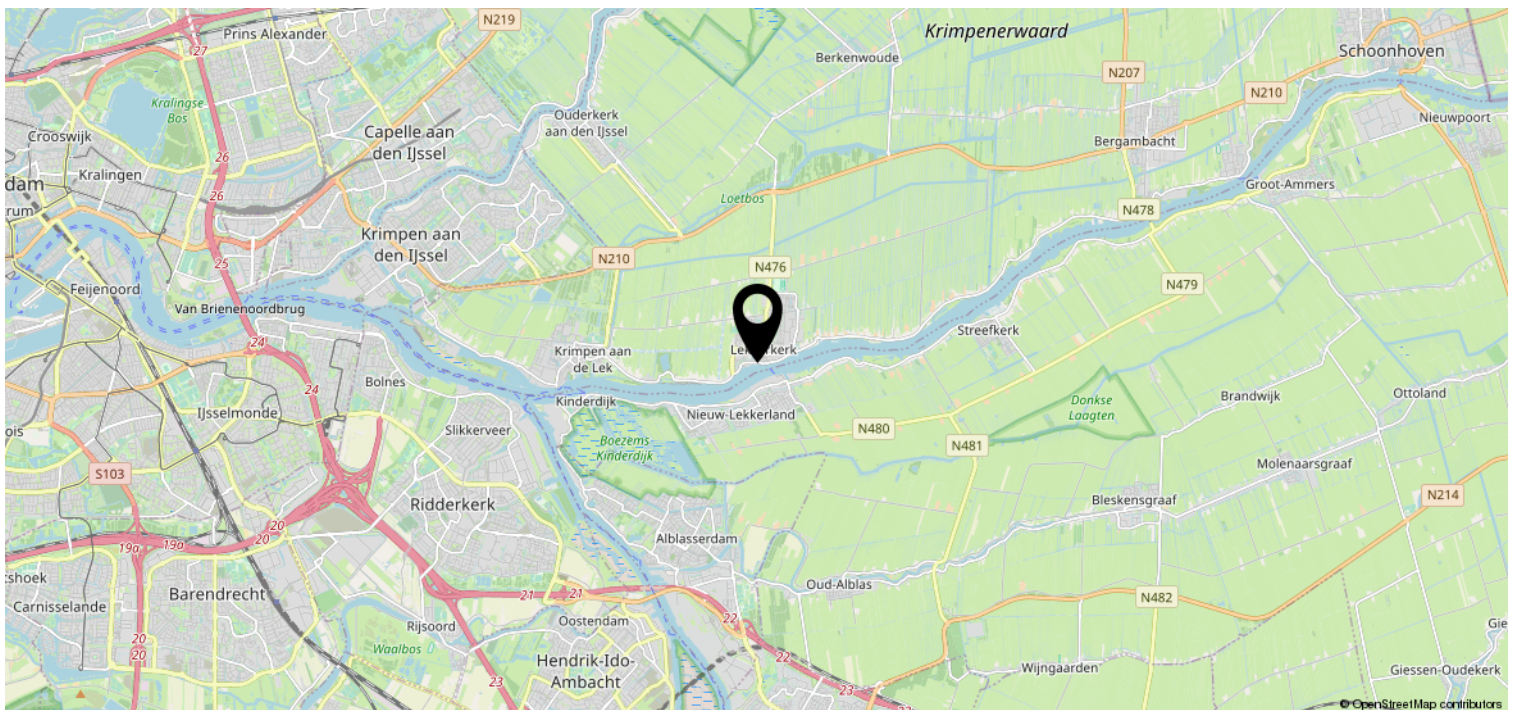 N219
Prins Alexander
27
Krimpenerwaard
Schoonhoven
Berkenwoude
N207
N210
Kralingse
Bos
Ouderkerk
aan den IJssel
Nieuwpoort
Crooswijk
Capelle aan
den IJssel
Bergambacht
26
Kralingen
dam
26
Groot-Ammers
Loetbos
rum
N478
Krimpen aan
den IJssel
N210
N476
25
N479
Feijenoord
Van Brienenoordbrug
Streefkerk
24
Krimpen aan
de Lek
24
Bolnes
Kinderdijk
Nieuw-Lekkerland
Donkse
Laagten
Brandwijk
Ottoland
IJsselmonde
Slikkerveer
ois
N480
N481
Boezems
Kinderdijk
S103
Molenaarsgraaf
N214
Ridderkerk
Bleskensgraaf
20
20
19a
19a
Alblasserdam
tshoek
Oud-Alblas
Barendrecht
21
21
N482
Carnisselande
22
Oostendam
Rijsoord
20
20
Waalbos
22
Gie
Hendrik-Ido-
Ambacht
Wijngaarden
Giessen-Oudekerk
23
23
© OpenStreetMap contributors